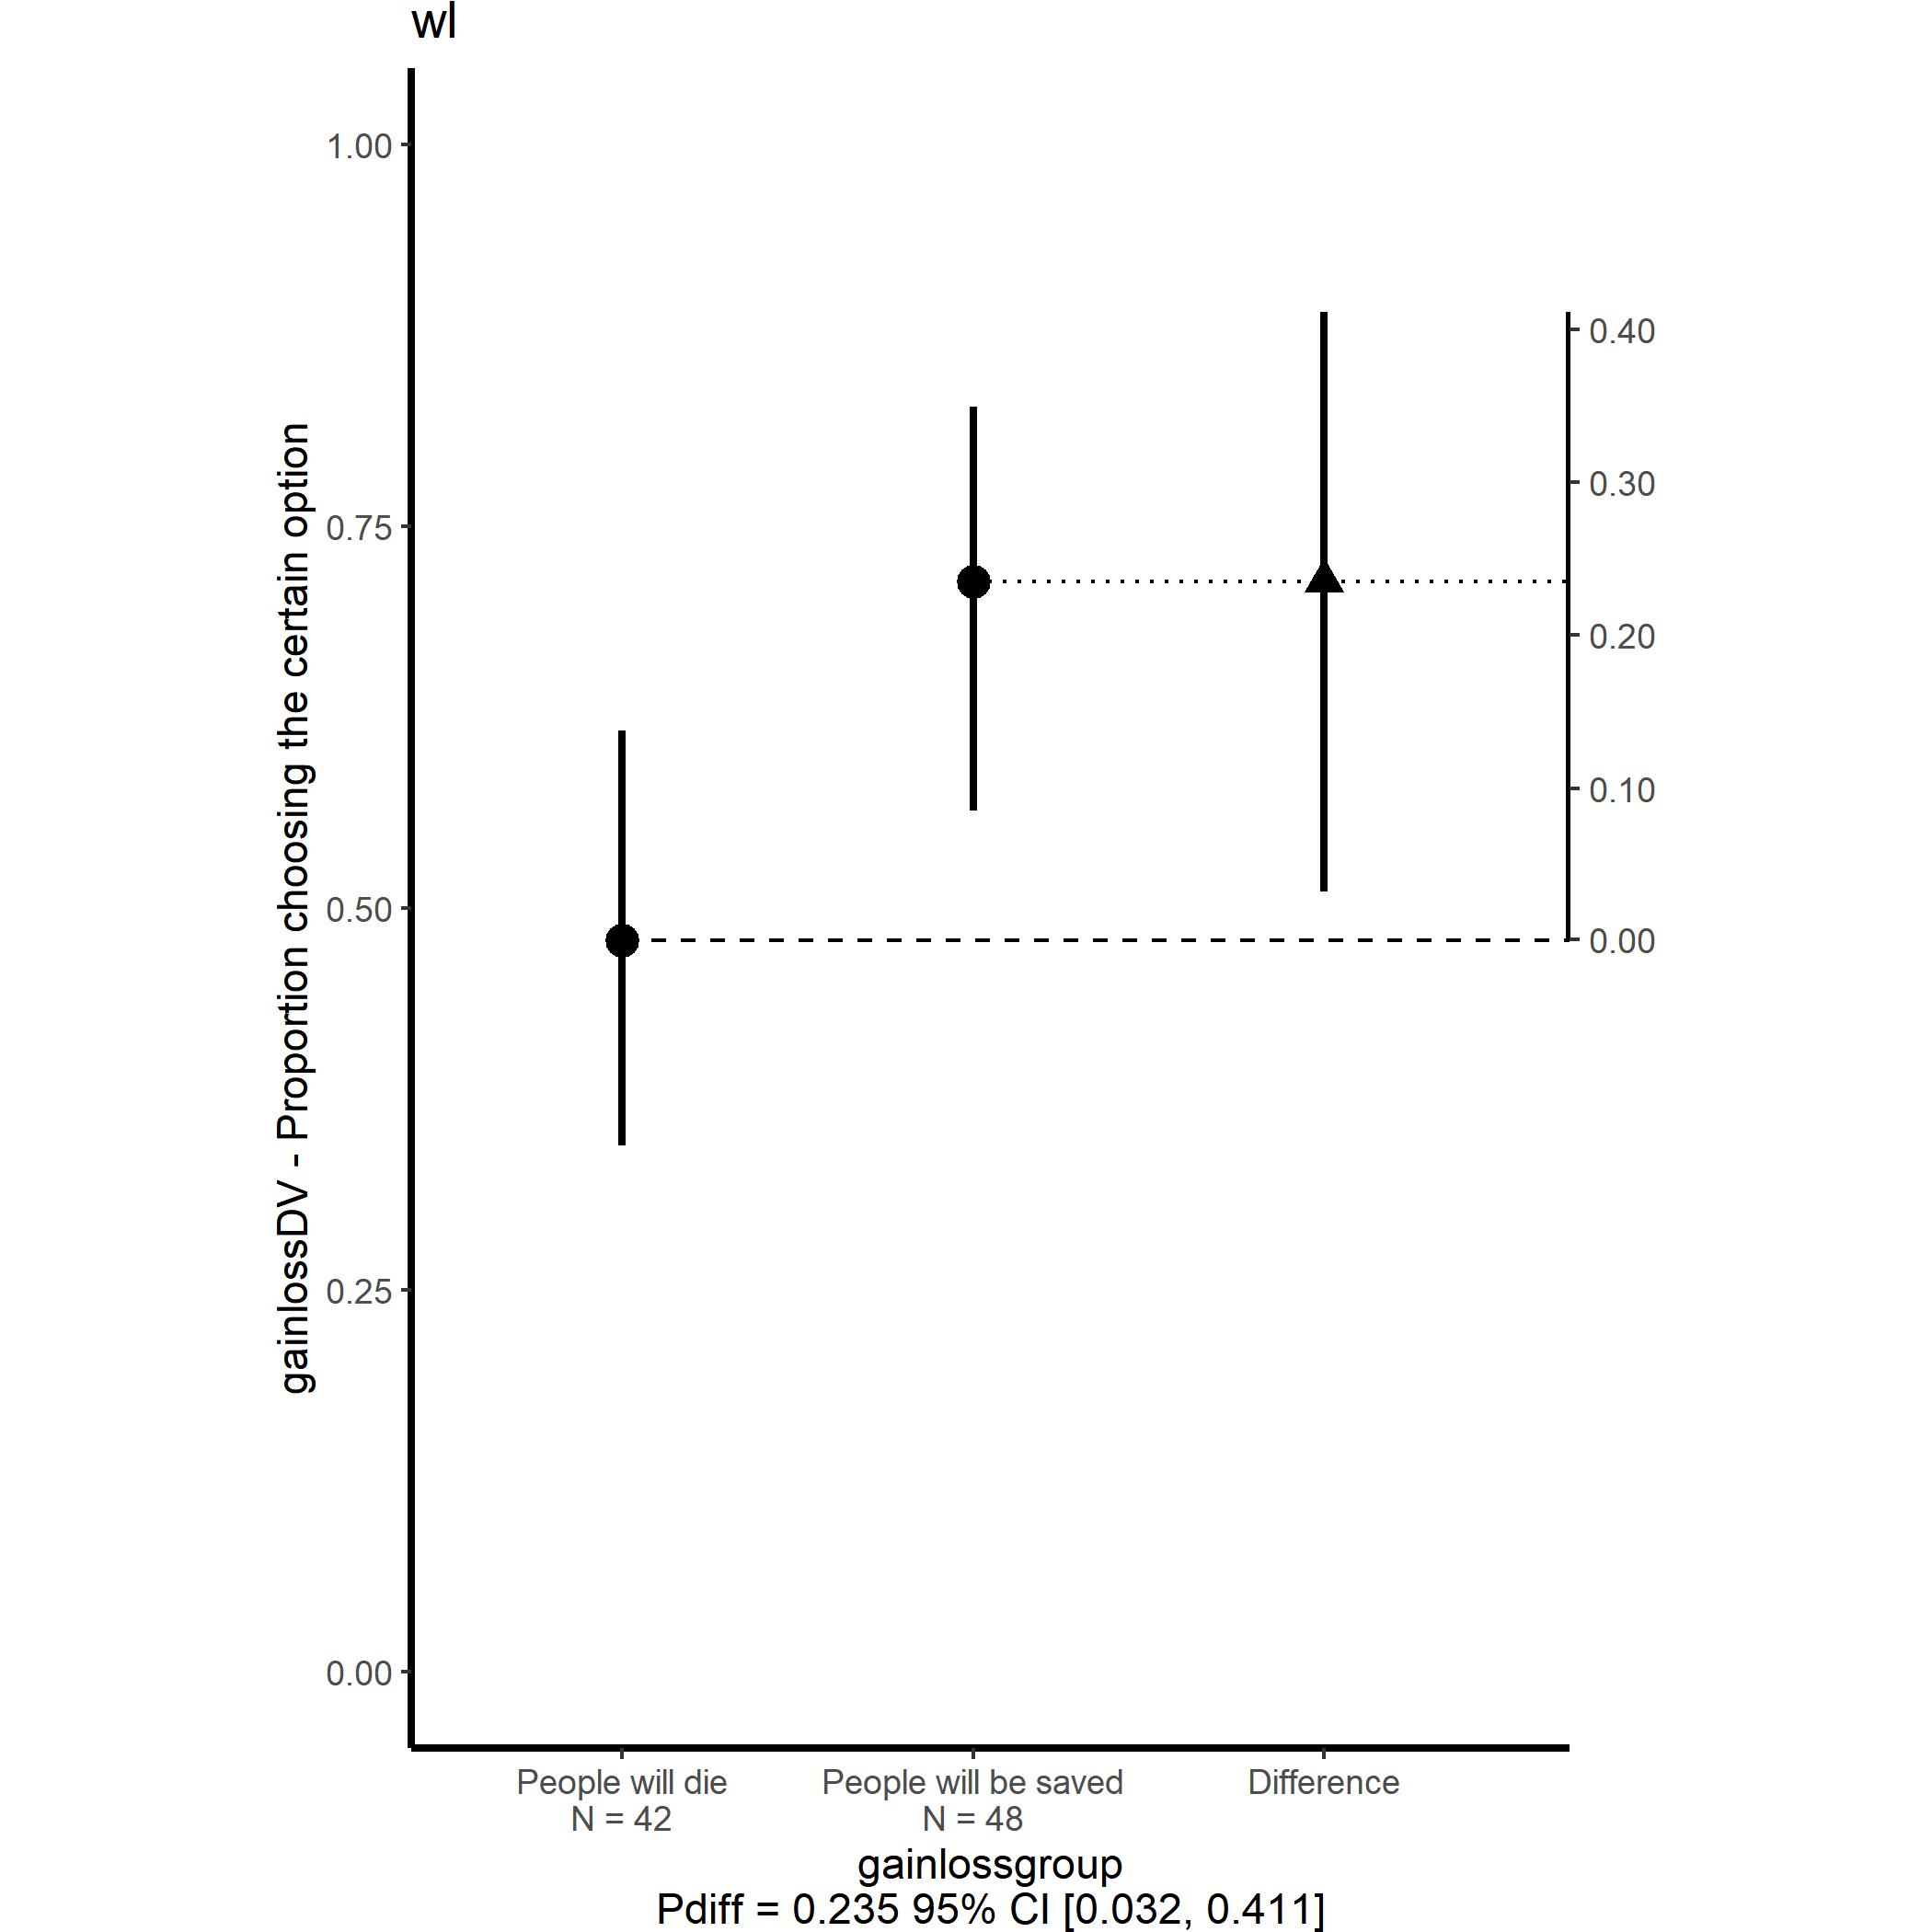 wl
gainlossDV - Proportion choosing the certain option
1.00
0.75
0.50
0.25
0.00
0.40
0.30
0.20
0.10
0.00
People will die
N = 42
People will be saved
N = 48
Difference
gainlossgroup
Pdiff = 0.235 95% CI [0.032, 0.411]